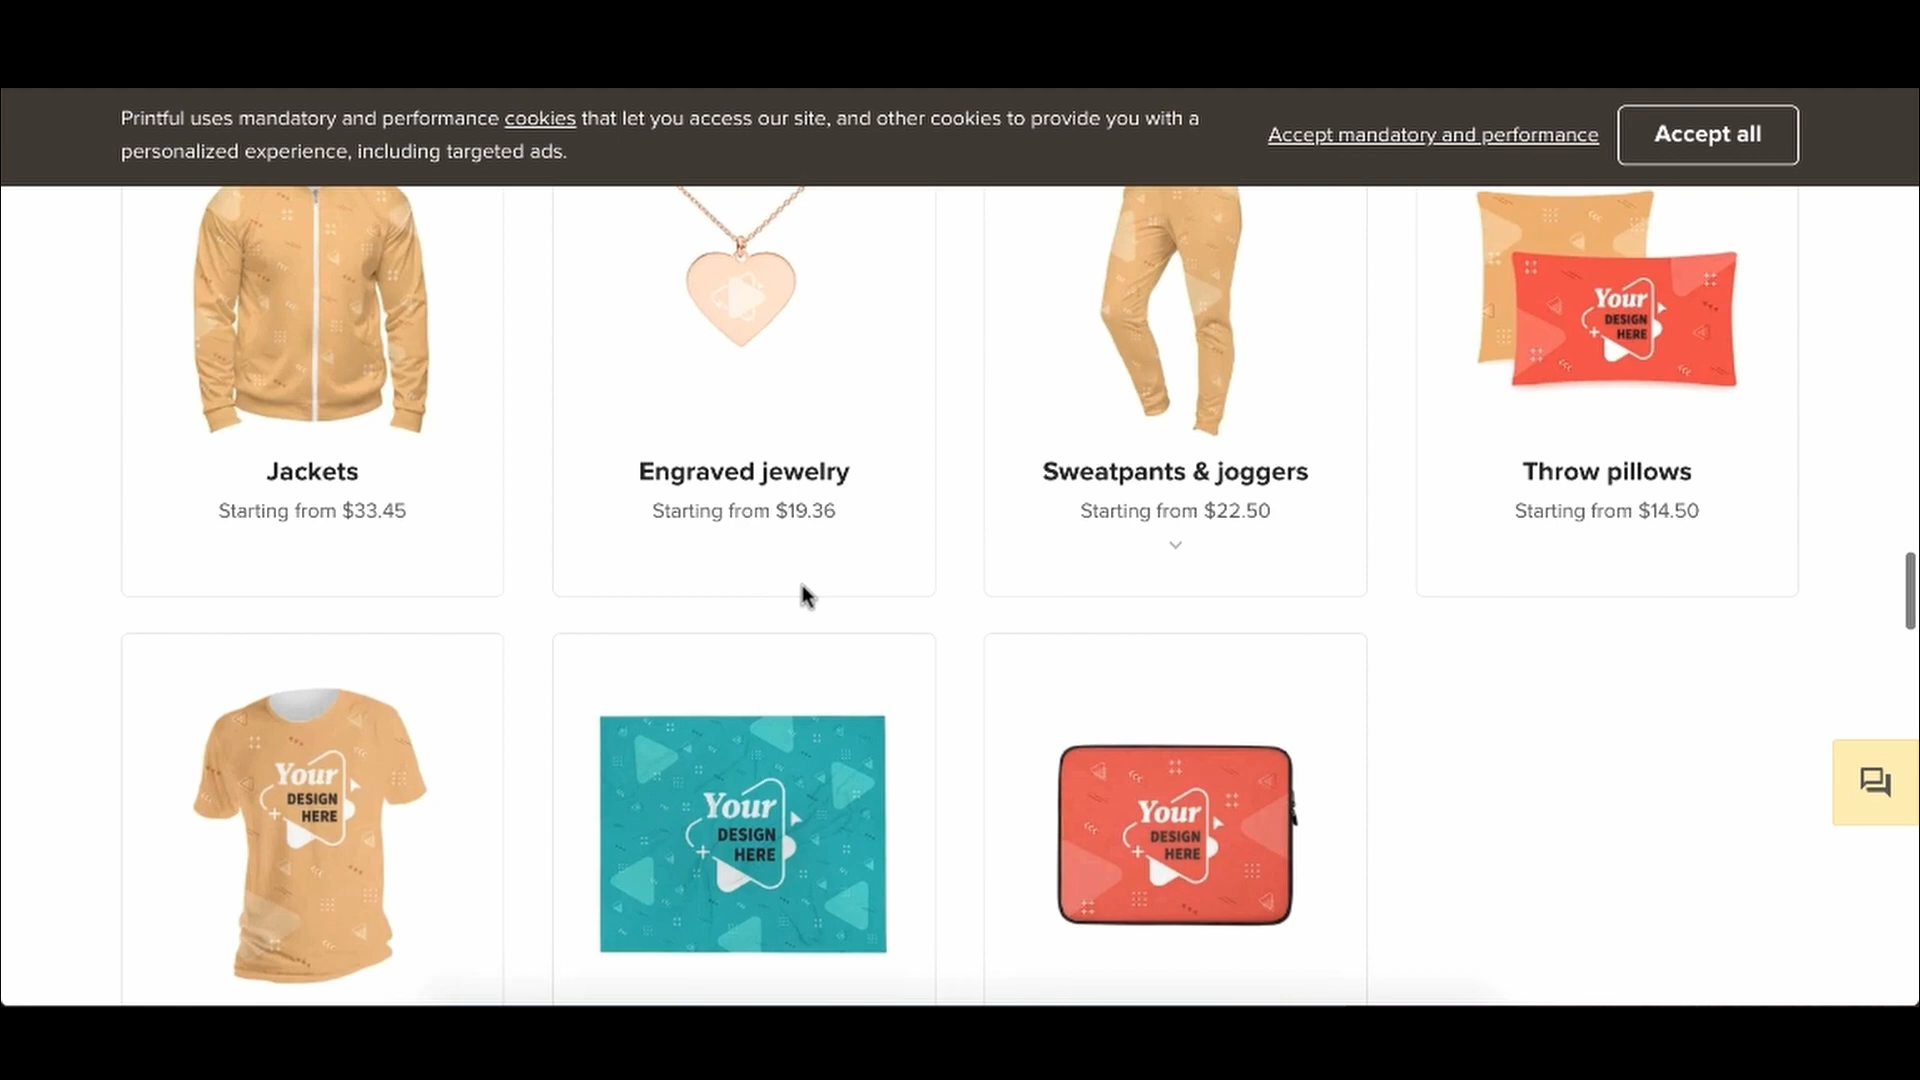 Printful uses mandatory and performance cookies that let you access our site, and other cookies to provide you with a
personalized experience, including targeted ads.
Accept mandatory and performance
Accept all
Your
DESIGN
HERE
Jackets
Starting from $33.45
Engraved jewelry
Starting from $19.36
Sweatpants & joggers
Starting from $22.50
Throw pillows
Starting from $14.50
Your
DESIGN
HERE
Your
DESIGN
HERE
Your
DESIGN
HERE